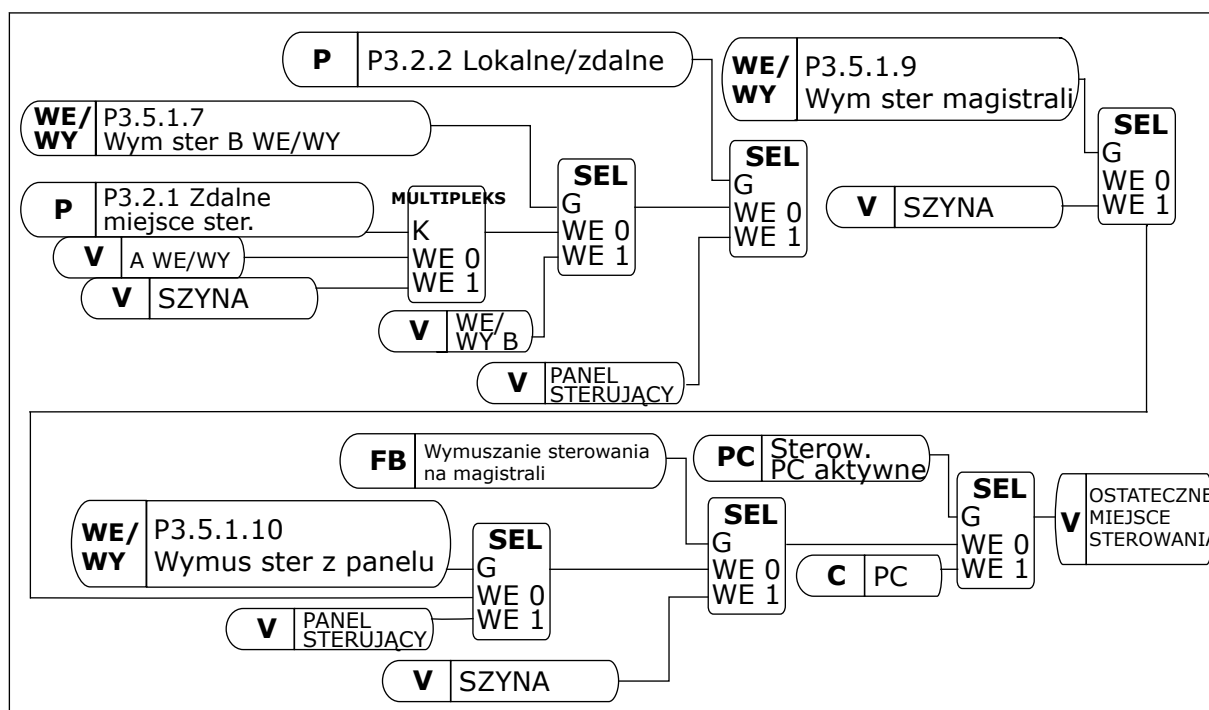 P P3.2.2 Lokalne/zdalne
WE/
WY
P3.5.1.9
Wym ster magistrali
WE/
WY
P3.5.1.7
Wym ster B WE/WY
SEL
G
WE 0
WE 1
SEL
G
WE 0
WE 1
SEL
G
WE 0
WE 1
P
P3.2.1 Zdalne
miejsce ster.
MULTIPLEKS
K
WE 0
WE 1
V SZYNA
V A WE/WY
V SZYNA
V
WE/
WY B
V
PANEL
STERUJĄCY
FB
Wymuszanie sterowania
na magistrali
PC
Sterow.
PC aktywne
WE/
WY
P3.5.1.10
Wymus ster z panelu
SEL
G
WE 0
WE 1
SEL
G
WE 0
WE 1
SEL
G
WE 0
WE 1
V
OSTATECZNE
MIEJSCE
STEROWANIA
C PC
V
PANEL
STERUJĄCY
V SZYNA